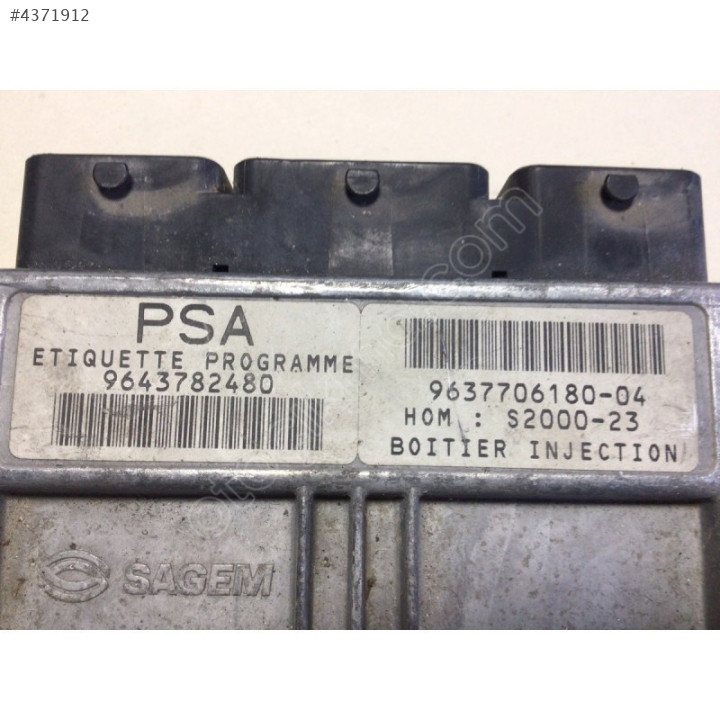 #4371912
PSA
ETIQUETTE PROGRAMME
9643782480
9637706180-04
HOM : S2000-23
BOITIER INJECTION
SAGEM